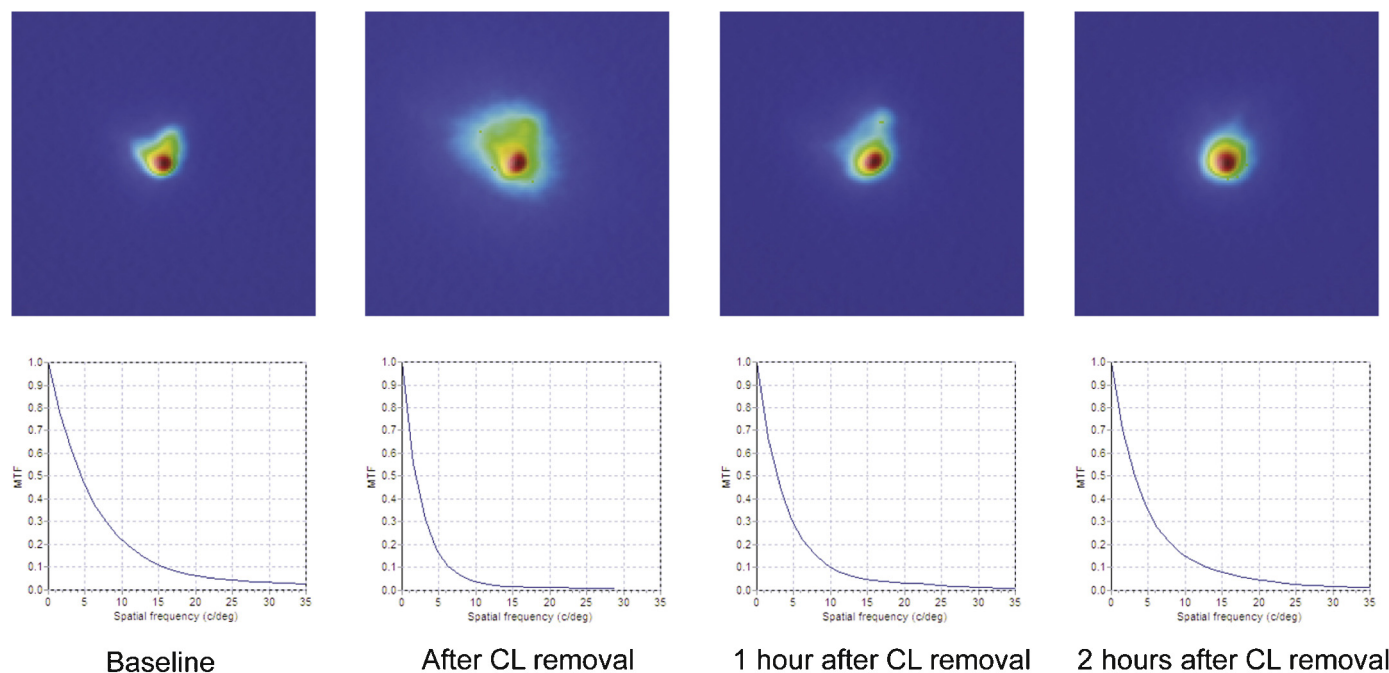 1.0
0.9
0.8
0.7
0.6
0.5
0.4
0.3
0.2
0.1
0.0
MTF
0 5 10 15 20 25 30 35
Spatial frequency (c/deg)
Baseline
1.0
0.9
0.8
0.7
0.6
0.5
0.4
0.3
0.2
0.1
0.0
MTF
0 5 10 15 20 25 30 35
Spatial frequency (c/deg)
After CL removal
1.0
0.9
0.8
0.7
0.6
0.5
0.4
0.3
0.2
0.1
0.0
MTF
0 5 10 15 20 25 30 35
Spatial frequency (c/deg)
1 hour after CL removal
1.0
0.9
0.8
0.7
0.6
0.5
0.4
0.3
0.2
0.1
0.0
MTF
0 5 10 15 20 25 30 35
Spatial frequency (c/deg)
2 hours after CL removal